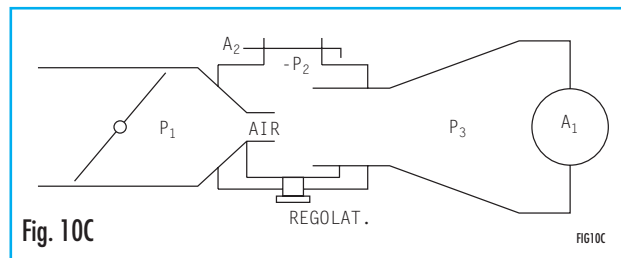 A2
-P2
P1
AIR
P3
A1
REGOLAT.
Fig. 10C
FIG10C